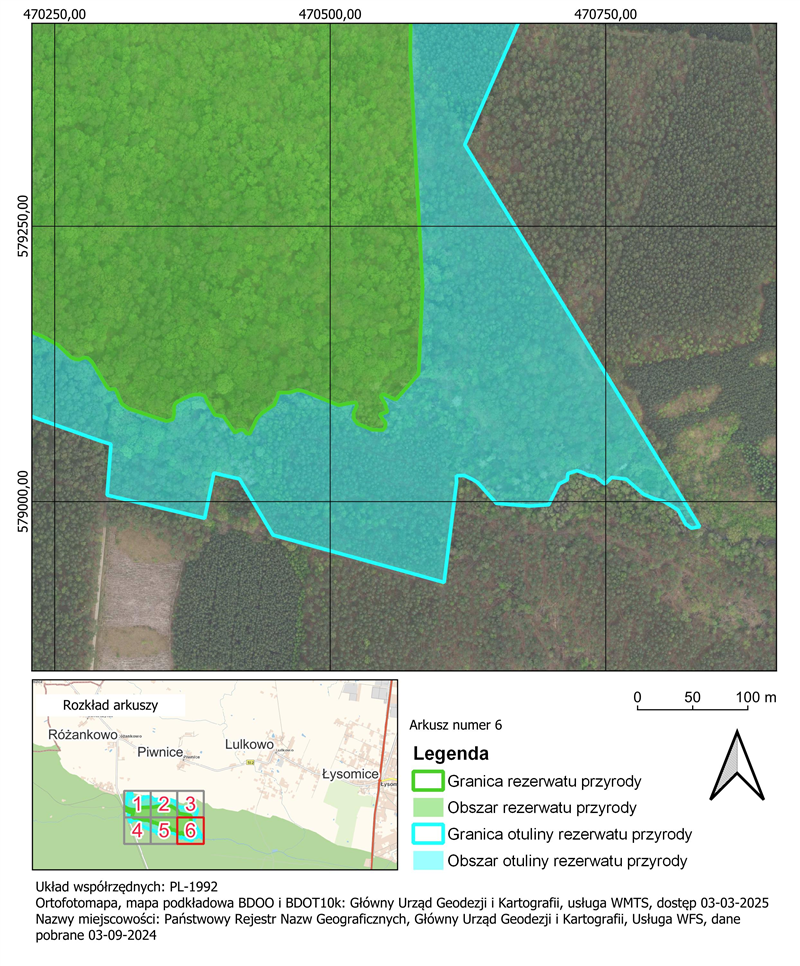 470250,00 470500,00 470750,00
579250,00
579000,00
Rozkład arkuszy
Różankowo
Piwnice
Piwnice
Lulkowo
Łysomice
1 2 3
4 5 6
0 50 100 m
Arkusz numer 6
Legenda
Granica rezerwatu przyrody
Obszar rezerwatu przyrody
Granica otuliny rezerwatu przyrody
Obszar otuliny rezerwatu przyrody
Układ współrzędnych: PL-1992
Ortofotomapa, mapa podkładowa BDOO i BDOT10k: Główny Urząd Geodezji i Kartografii, usługa WMTS, dostęp 03-03-2025
Nazwy miejscowości: Państwowy Rejestr Nazw Geograficznych, Główny Urząd Geodezji i Kartografii, Usługa WFS, dane
pobrane 03-09-2024